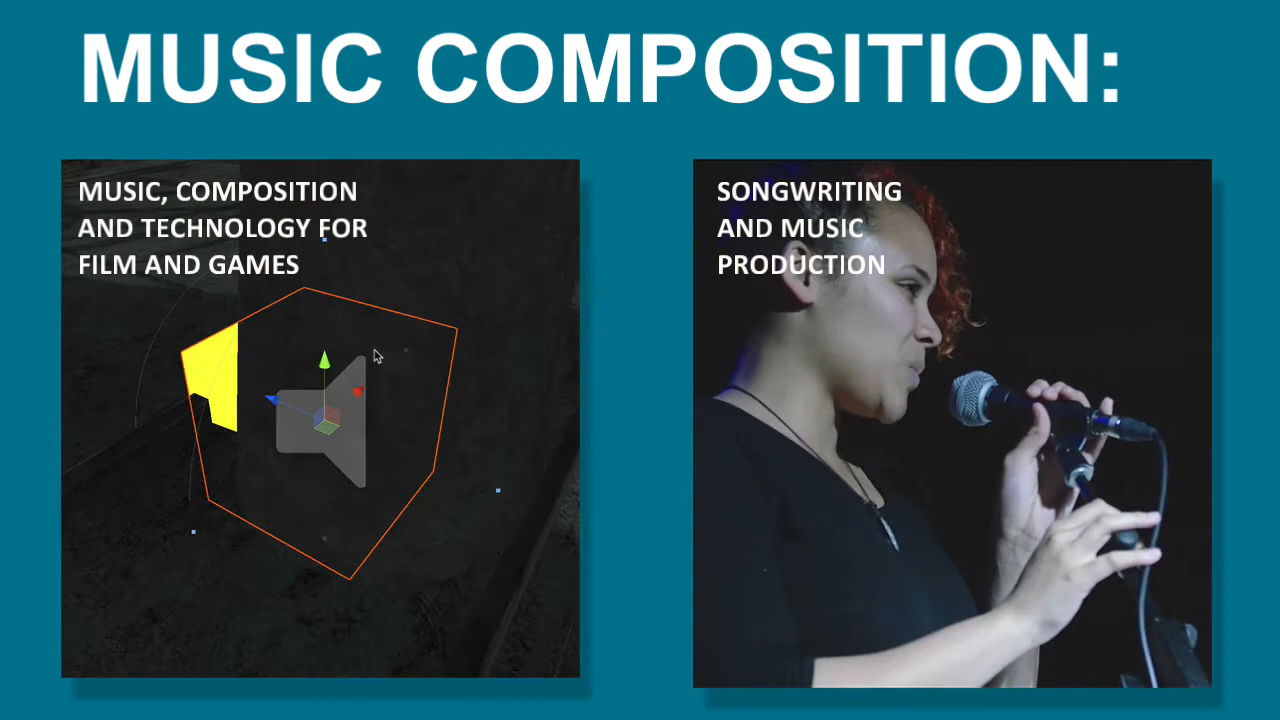 MUSIC COMPOSITION:
MUSIC, COMPOSITION
AND TECHNOLOGY FOR
FILM AND GAMES
SONGWRITING
AND MUSIC
PRODUCTION